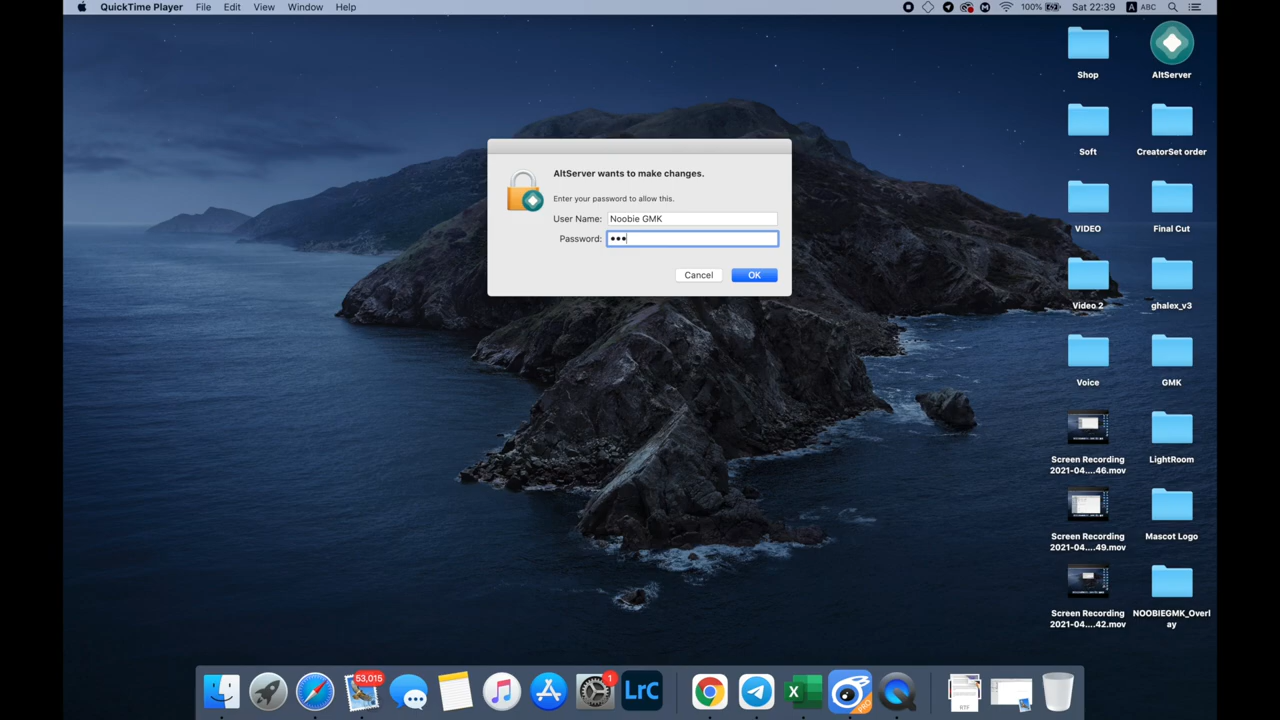 QuickTime Player File Edit View Window Help
100% Sat 22:39 A ABC
Shop
AltServer
Soft
CreatorSet order
VIDEO
Final Cut
Video 2
ghalex_v3
Voice
GMK
Screen Recording
2021-04....46.mov
LightRoom
Screen Recording
2021-04....49.mov
Mascot Logo
Screen Recording
2021-04....42.mov
NOOBIEGMK_Overl
ay
AltServer wants to make changes.
Enter your password to allow this.
User Name: Noobie GMK
Password: •••
Cancel OK
53,015
1
LrC
PRO
RTF